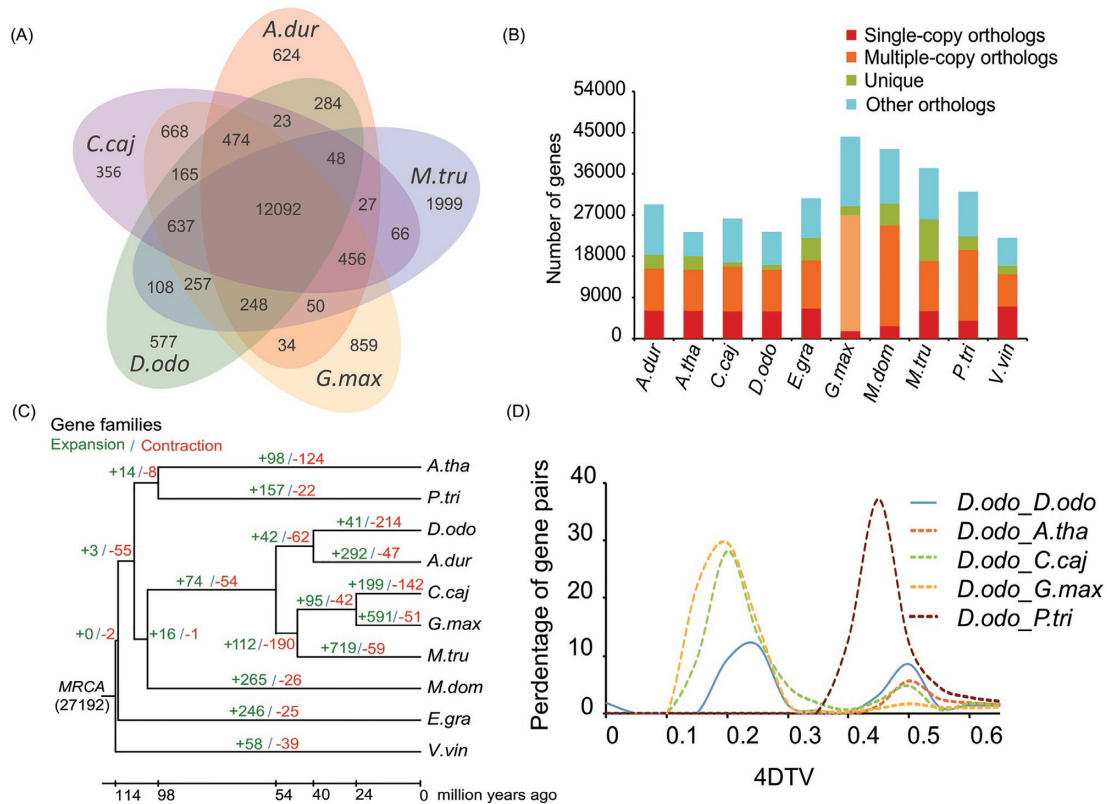 (A)
A.dur
624
284
23
668
474
C.caj
48
M.tru
356
165
1999
27
12092
637
66
456
108
257
248
50
577
34
859
D.odo
G.max
(B)
Single-copy orthologs
Multiple-copy orthologs
Unique
Other orthologs
Number of genes
54000
45000
36000
27000
18000
9000
0
A.dur
A.tha
C.caj
D.odo
E.gra
G.max
M.dom
M.tru
P.tri
V.vin
(C)
Gene families
Expansion / Contraction
+98/-124
A.tha
+14/-8
+157/-22
P.tri
+41/-214
D.odo
+42/-62
+3/-55
+292/-47
A.dur
+74/-54
+199/-142
C.caj
+95/-42
+591/-51
G.max
+0/-2
+16/-1
+112/-190
+719/-59
M.tru
MRCA
(27192)
+265/-26
M.dom
+246/-25
E.gra
+58/-39
V.vin
114 98 54 40 24 0 million years ago
(D)
Perdentage of gene pairs
40
30
20
10
0
D.odo_D.odo
D.odo_A.tha
D.odo_C.caj
D.odo_G.max
D.odo_P.tri
0 0.1 0.2 0.3 0.4 0.5 0.6
4DTV